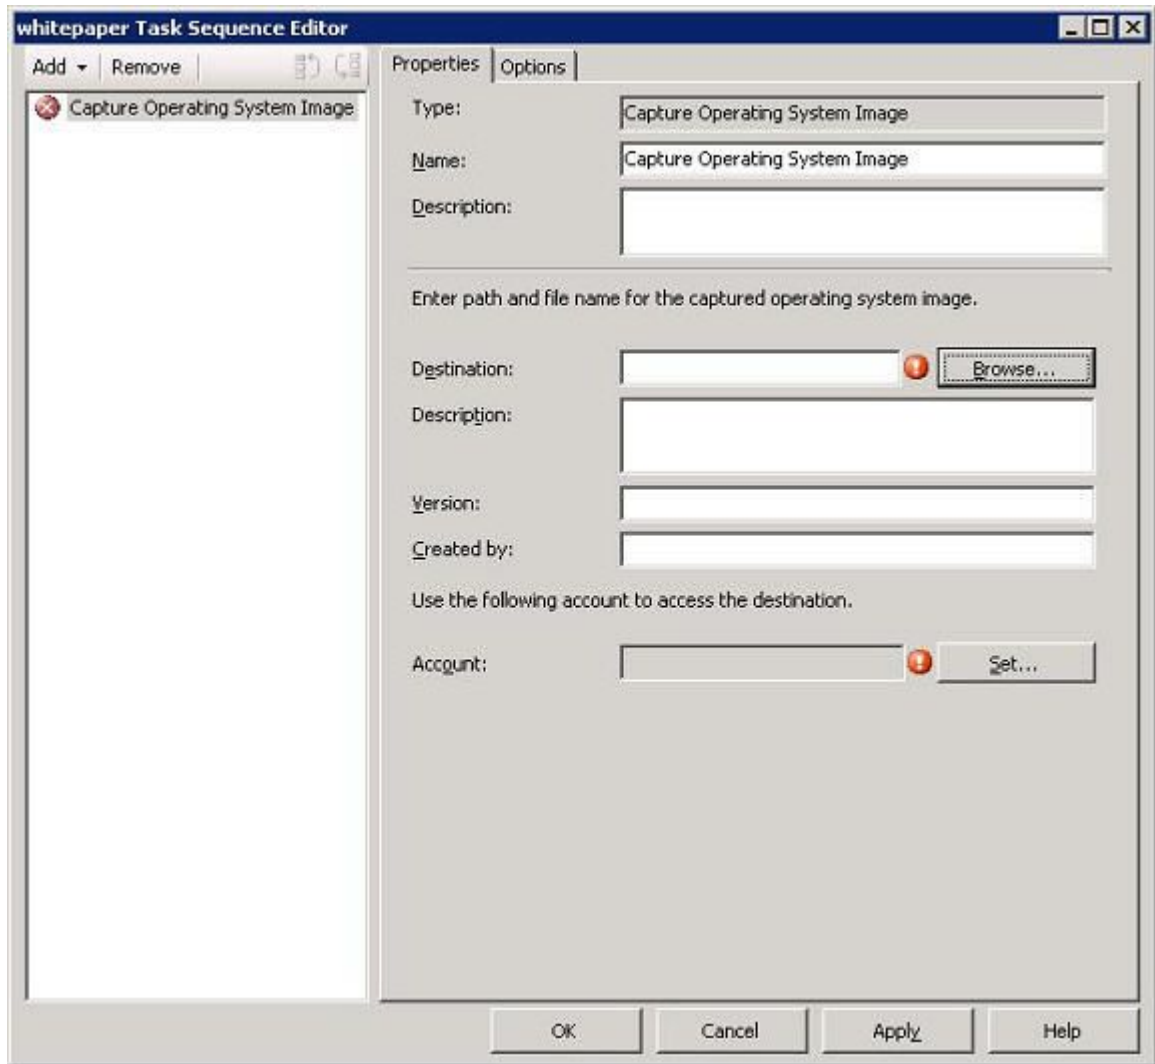 whitepaper Task Sequence Editor
Add Remove
Capture Operating System Image
Properties Options
Type: Capture Operating System Image
Name: Capture Operating System Image
Description:
Enter path and file name for the captured operating system image.
Destination: Browse...
Description:
Version:
Created by:
Use the following account to access the destination.
Account: Set...
OK Cancel Apply Help